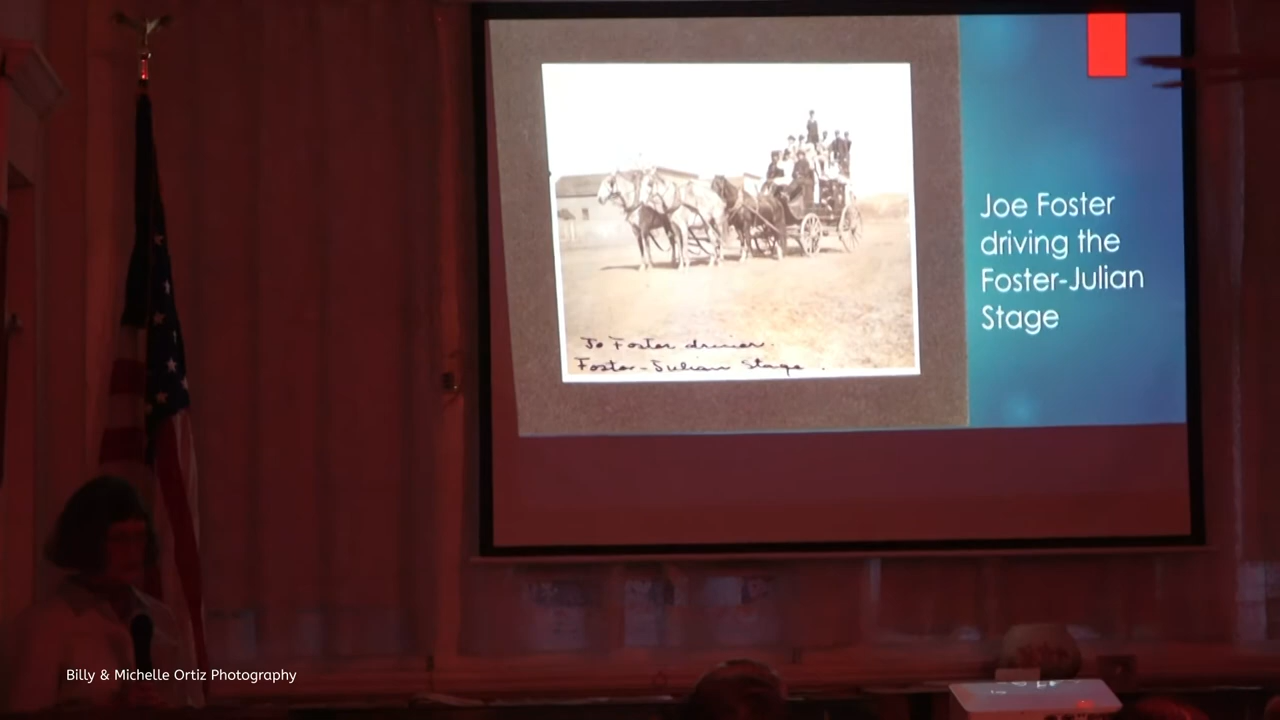 Joe Foster
driving the
Foster-Julian
Stage
Jo Foster driver.
Foster-Julian Stage.
Billy & Michelle Ortiz Photography